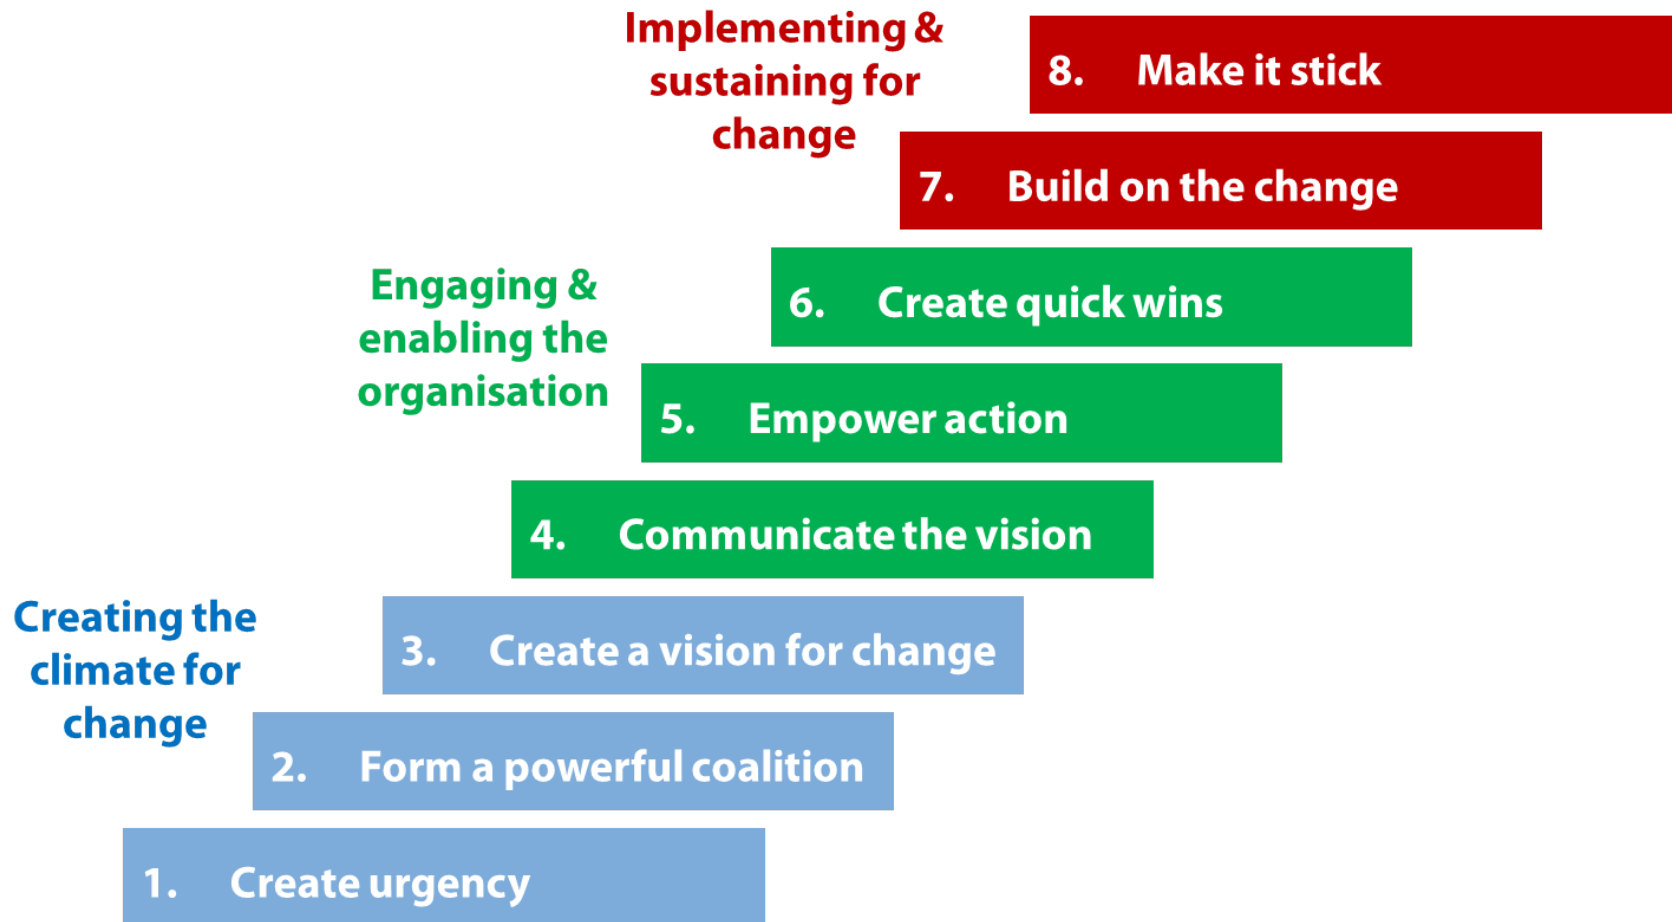 Implementing &
sustaining for
change
8. Make it stick
7. Build on the change
Engaging &
enabling the
organisation
6. Create quick wins
5. Empower action
4. Communicate the vision
Creating the
climate for
change
3. Create a vision for change
2. Form a powerful coalition
1. Create urgency